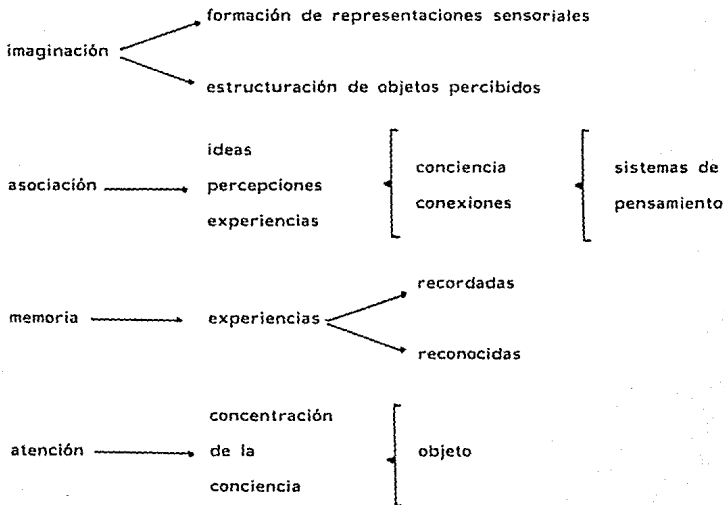 formación de representaciones sensoriales
imaginación
estructuración de objetos percibidos
ideas
asociación
percepciones
experiencias
conciencia
conexiones
sistemas de
pensamiento
memoria
experiencias
recordadas
reconocidas
atención
concentración
de la
conciencia
objeto